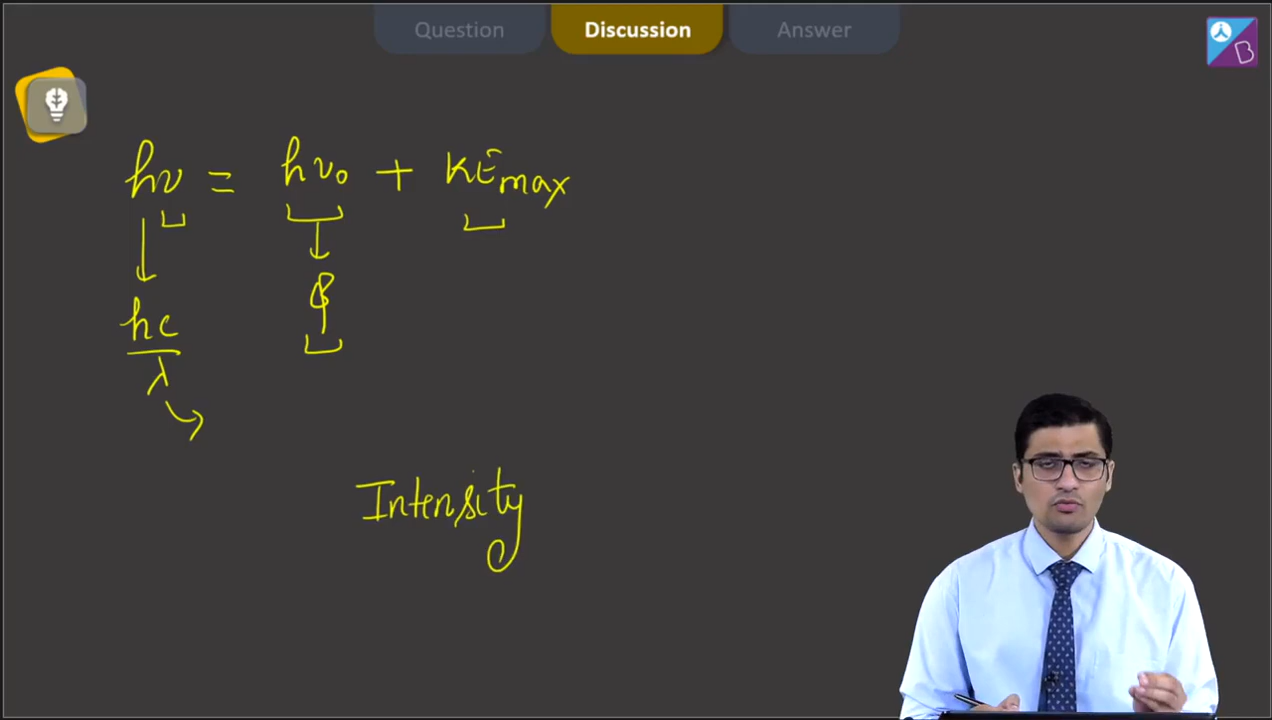 Question Discussion Answer
B
hν = hν₀ + KEmax
hc/λ
φ
Intensity